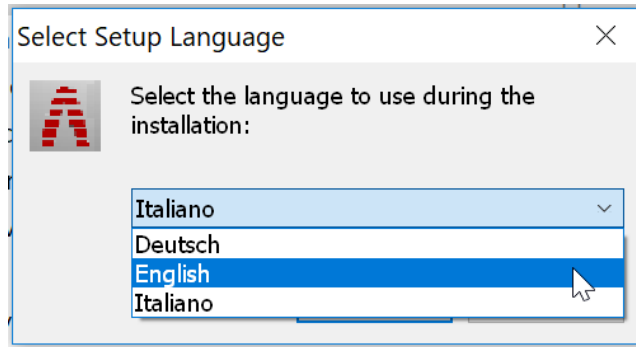 Select Setup Language
Select the language to use during the
installation:
Italiano
Deutsch
English
Italiano